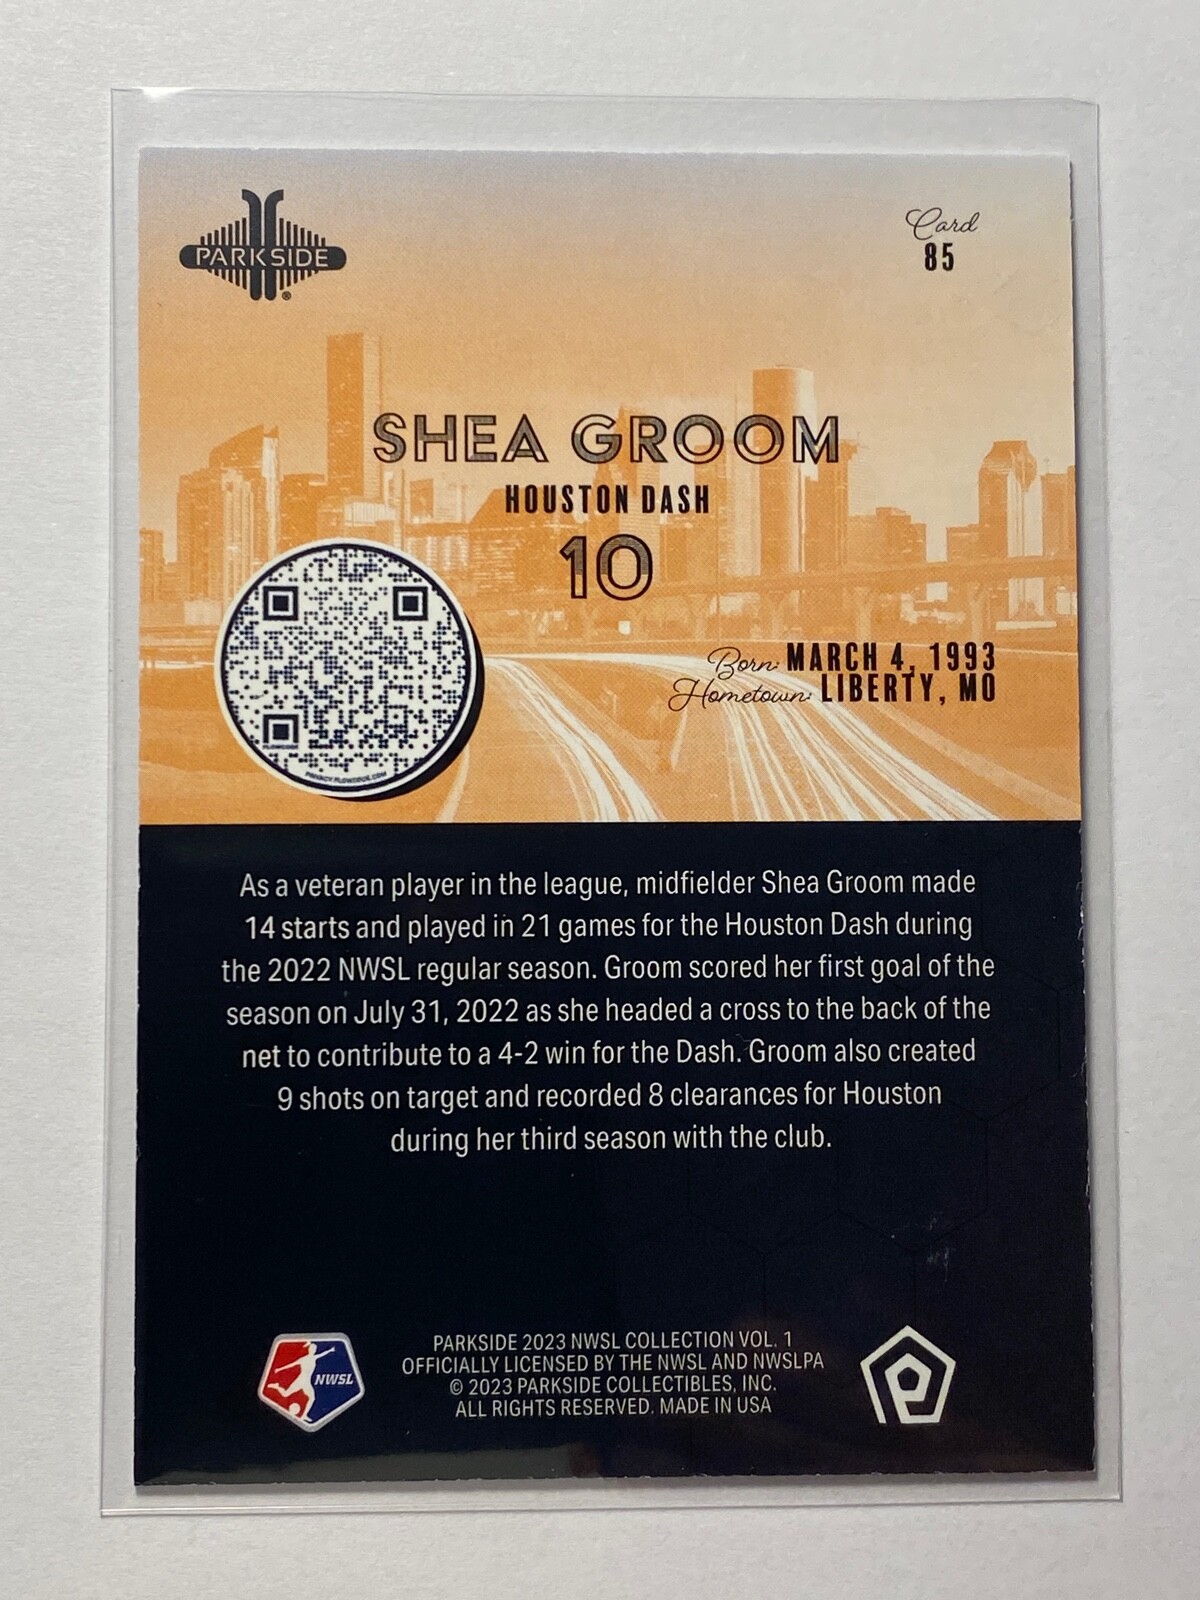 PARKSIDE
®
Card
85
SHEA GROOM
HOUSTON DASH
10
Born: MARCH 4, 1993
Hometown: LIBERTY, MO
FLOWCODE
PRIVACY.FLOWCODE.COM
As a veteran player in the league, midfielder Shea Groom made
14 starts and played in 21 games for the Houston Dash during
the 2022 NWSL regular season. Groom scored her first goal of the
season on July 31, 2022 as she headed a cross to the back of the
net to contribute to a 4-2 win for the Dash. Groom also created
9 shots on target and recorded 8 clearances for Houston
during her third season with the club.
NWSL
PARKSIDE 2023 NWSL COLLECTION VOL. 1
OFFICIALLY LICENSED BY THE NWSL AND NWSLPA
© 2023 PARKSIDE COLLECTIBLES, INC.
ALL RIGHTS RESERVED. MADE IN USA